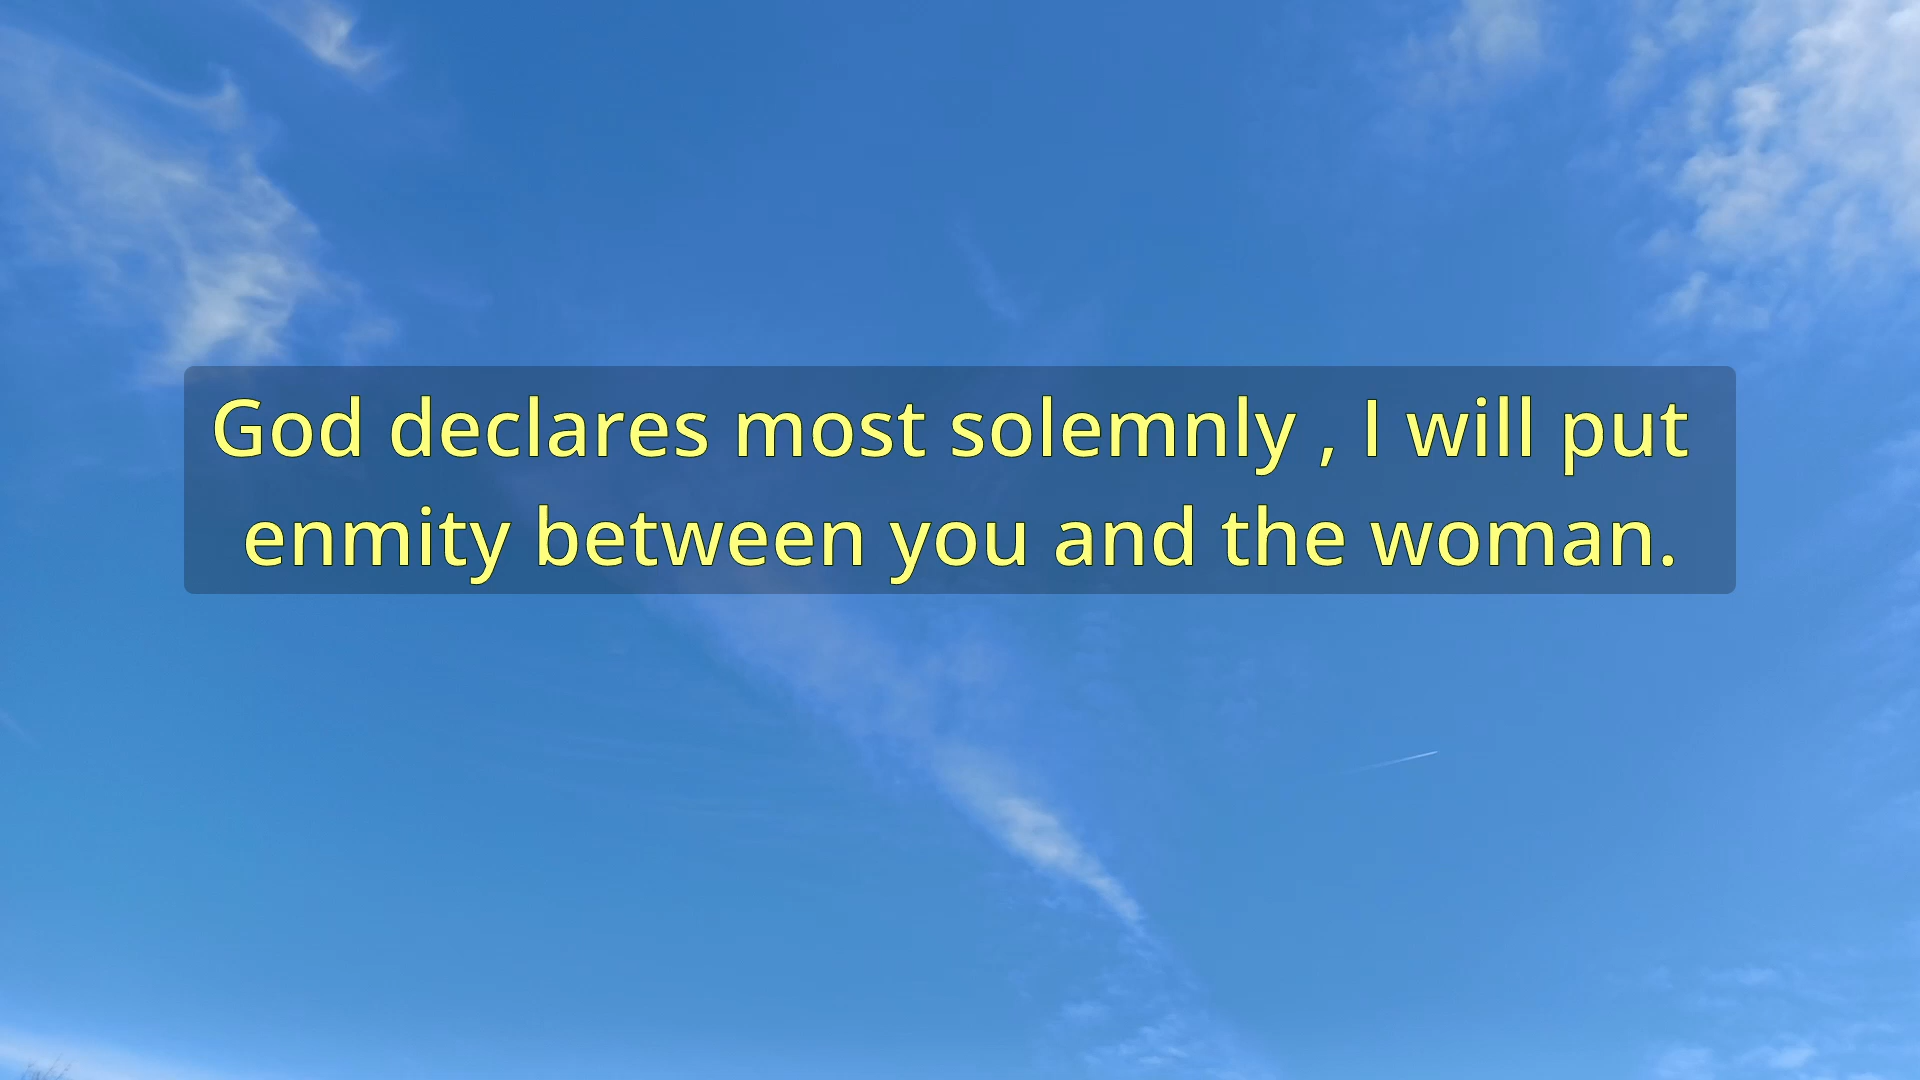 God declares most solemnly , I will put
enmity between you and the woman.